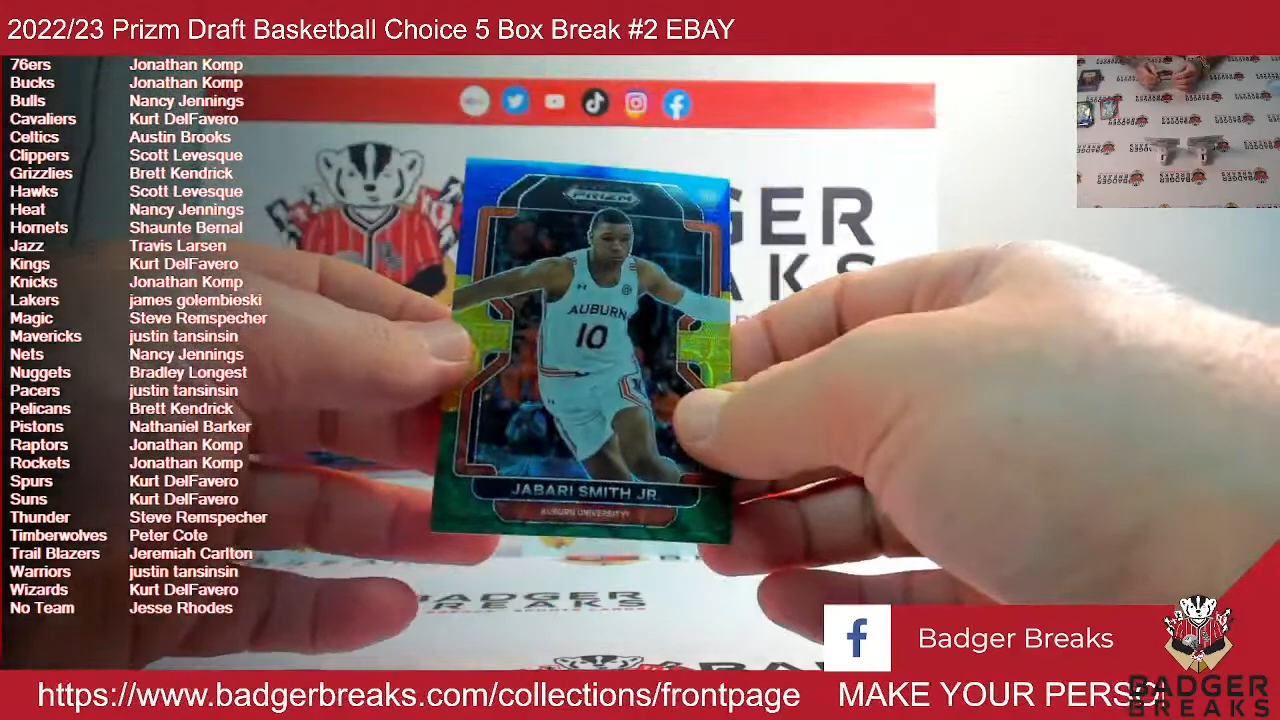 2022/23 Prizm Draft Basketball Choice 5 Box Break #2 EBAY
76ers Jonathan Komp
Bucks Jonathan Komp
Bulls Nancy Jennings
Cavaliers Kurt DelFavero
Celtics Austin Brooks
Clippers Scott Levesque
Grizzlies Brett Kendrick
Hawks Scott Levesque
Heat Nancy Jennings
Hornets Shaunte Bernal
Jazz Travis Larsen
Kings Kurt DelFavero
Knicks Jonathan Komp
Lakers james golembieski
Magic Steve Remspecher
Mavericks justin tansinsin
Nets Nancy Jennings
Nuggets Bradley Longest
Pacers justin tansinsin
Pelicans Brett Kendrick
Pistons Nathaniel Barker
Raptors Jonathan Komp
Rockets Jonathan Komp
Spurs Kurt DelFavero
Suns Kurt DelFavero
Thunder Steve Remspecher
Timberwolves Peter Cote
Trail Blazers Jeremiah Carlton
Warriors justin tansinsin
Wizards Kurt DelFavero
No Team Jesse Rhodes
PRIZM
AUBURN
10
JABARI SMITH JR.
AUBURN UNIVERSITY
GER
AKS
BADGER
BREAKS
Badger Breaks
https://www.badgerbreaks.com/collections/frontpage MAKE YOUR PERSO
BADGER
BREAKS